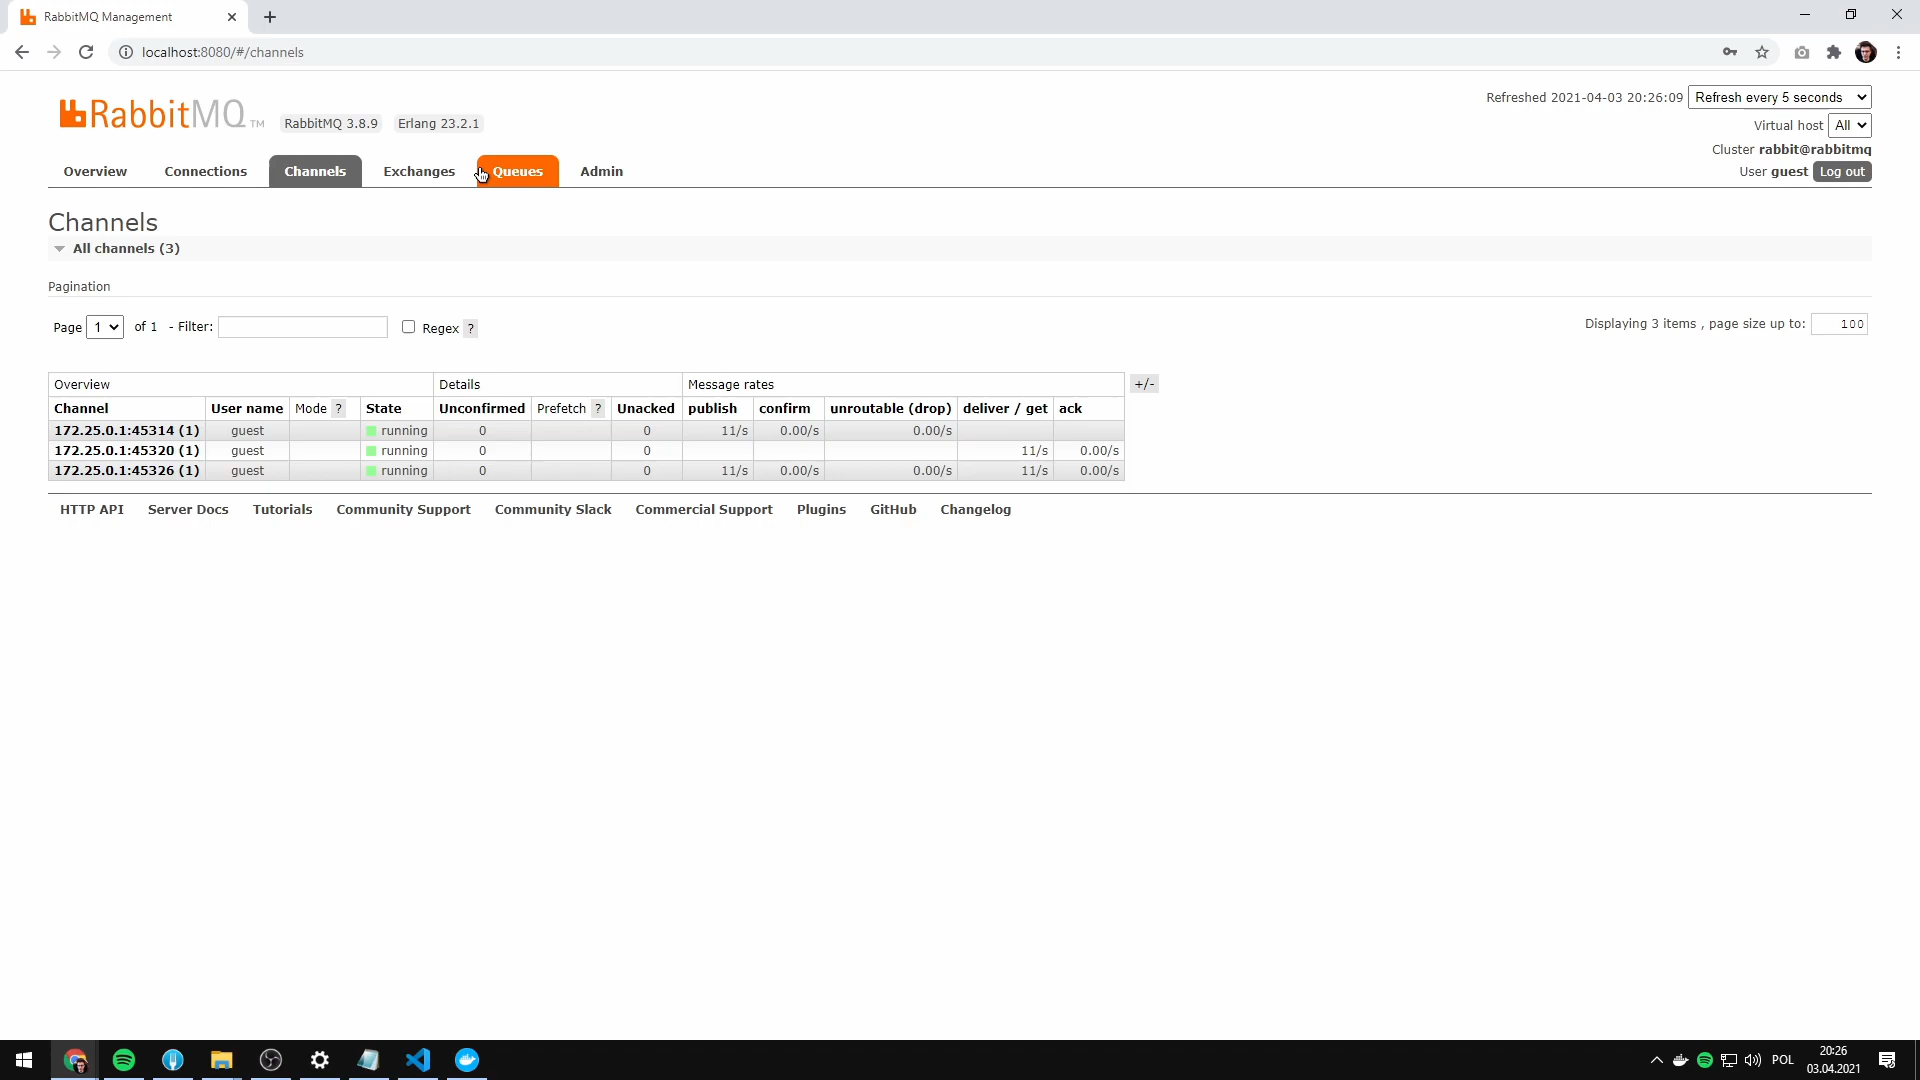 RabbitMQ Management
localhost:8080/#/channels
RabbitMQ TM RabbitMQ 3.8.9 Erlang 23.2.1
Refreshed 2021-04-03 20:26:09 Refresh every 5 seconds
Virtual host All
Cluster rabbit@rabbitmq
User guest Log out
Overview Connections Channels Exchanges Queues Admin
Channels
All channels (3)
Pagination
Page 1 of 1 - Filter: Regex ?
Displaying 3 items , page size up to: 100
Overview Details Message rates +/-
Channel User name Mode ? State Unconfirmed Prefetch ? Unacked publish confirm unroutable (drop) deliver / get ack
172.25.0.1:45314 (1) guest running 0 0 11/s 0.00/s 0.00/s
172.25.0.1:45320 (1) guest running 0 0 11/s 0.00/s
172.25.0.1:45326 (1) guest running 0 0 11/s 0.00/s 0.00/s 11/s 0.00/s
HTTP API Server Docs Tutorials Community Support Community Slack Commercial Support Plugins GitHub Changelog
POL
20:26
03.04.2021